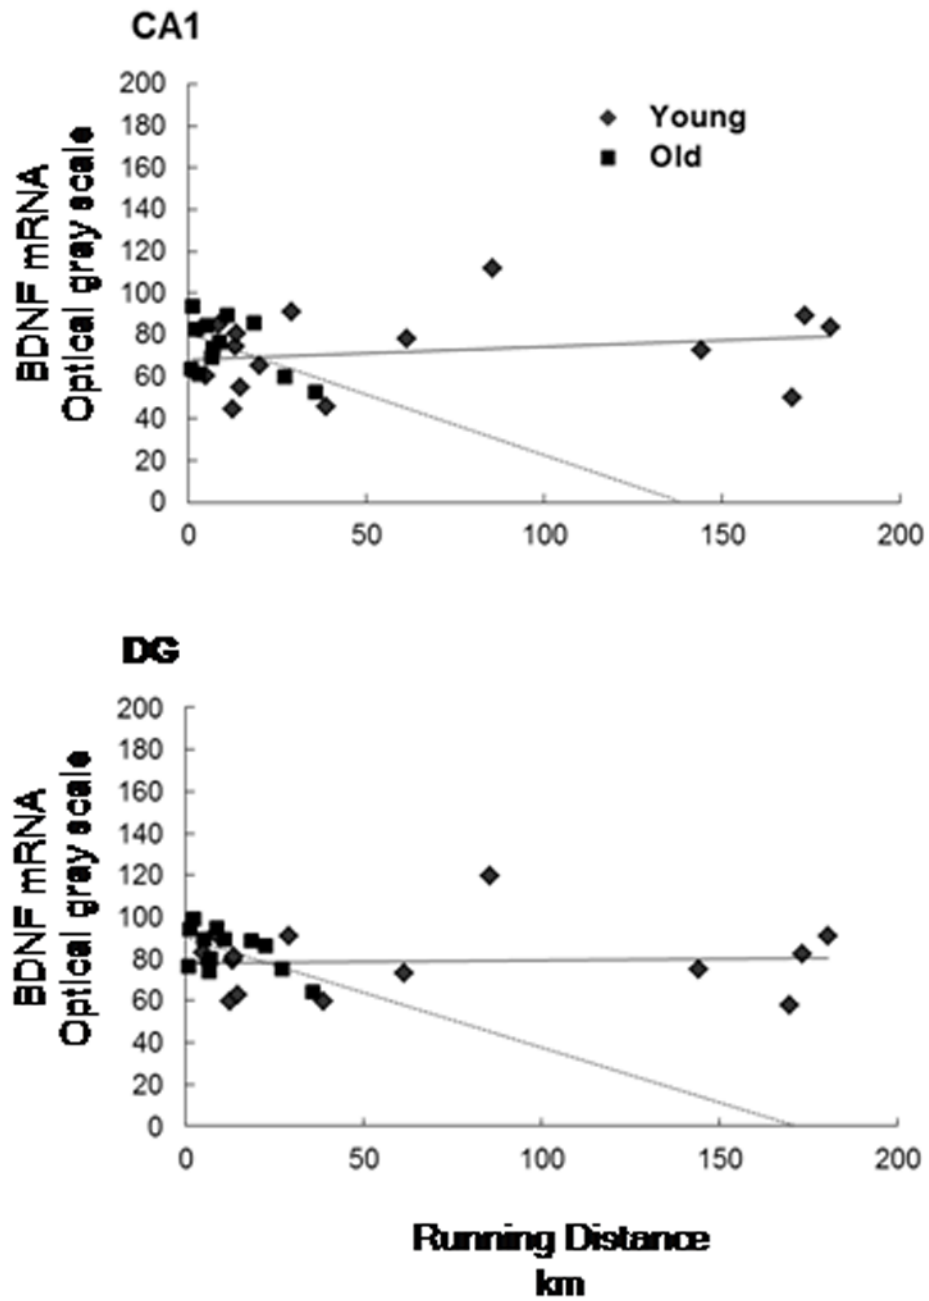 CA1
BDNF mRNA
Optical gray scale
200
180
160
140
120
100
80
60
40
20
0
Young
Old
0 50 100 150 200
DG
BDNF mRNA
Optical gray scale
200
180
160
140
120
100
80
60
40
20
0
0 50 100 150 200
Running Distance
km